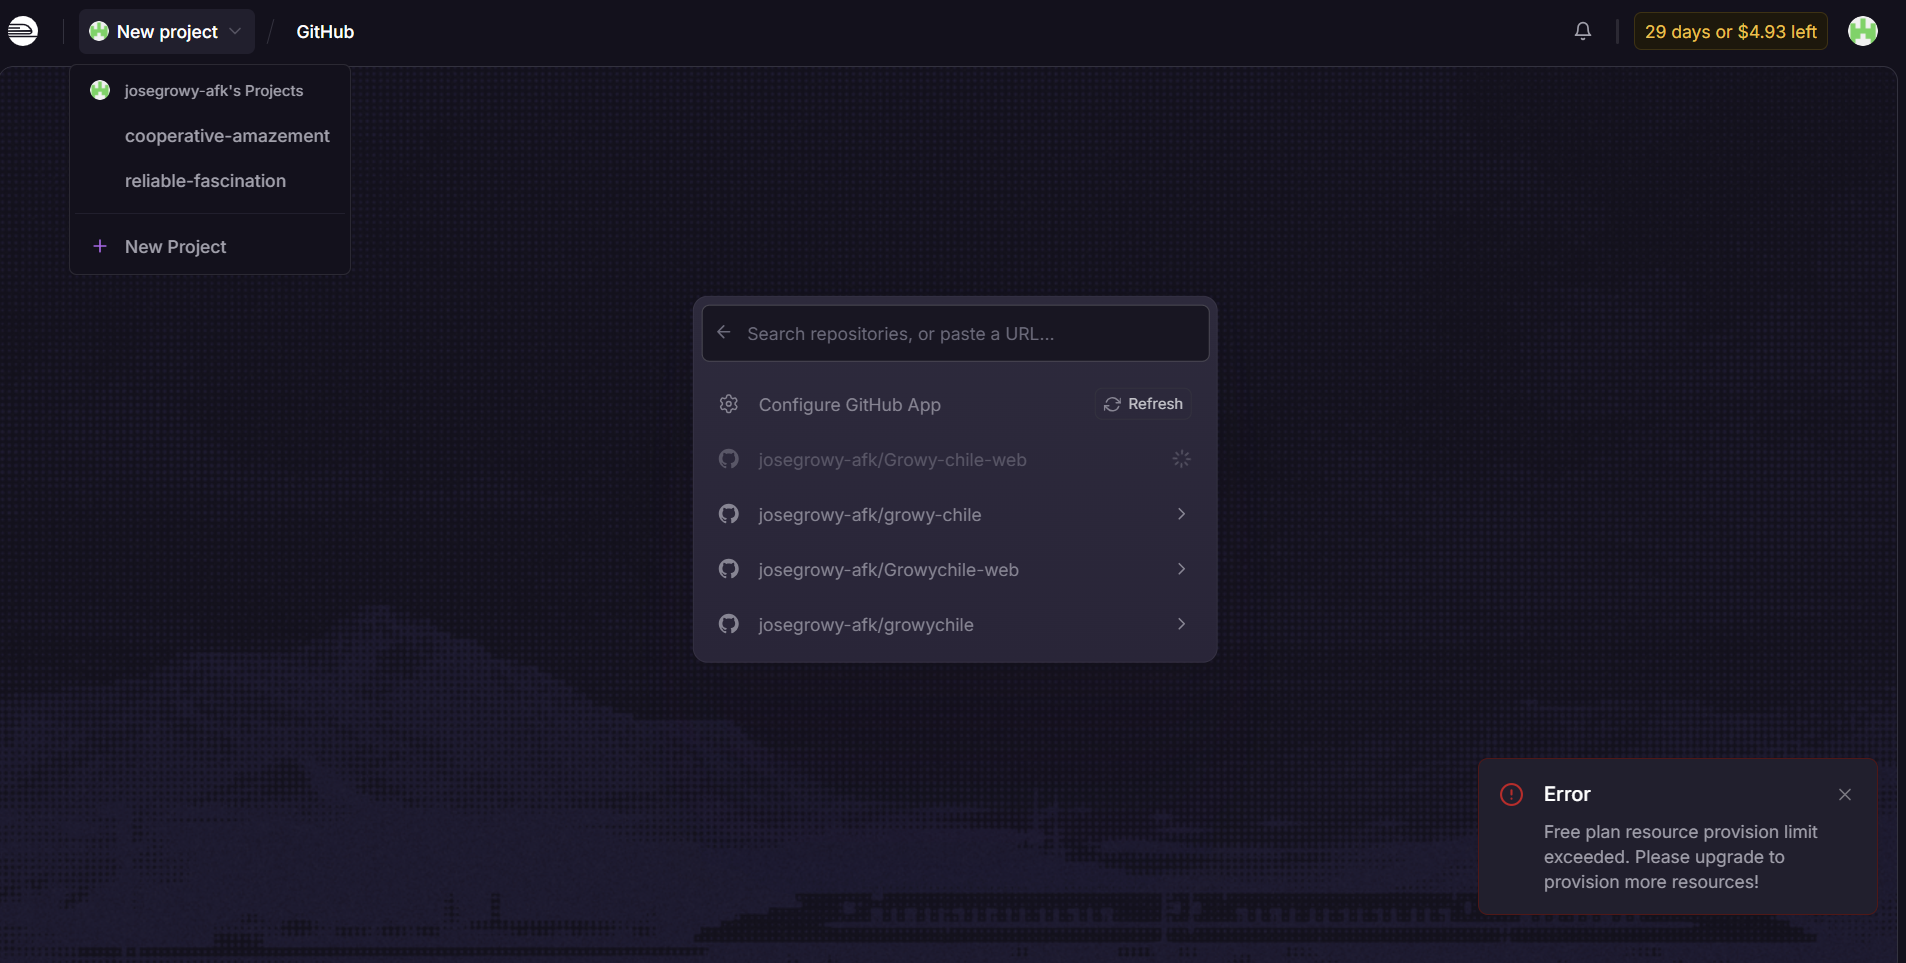 New project
GitHub
29 days or $4.93 left
josegrowy-afk's Projects
cooperative-amazement
reliable-fascination
New Project
Search repositories, or paste a URL...
Configure GitHub App
Refresh
josegrowy-afk/Growy-chile-web
josegrowy-afk/growy-chile
josegrowy-afk/Growychile-web
josegrowy-afk/growychile
Error
Free plan resource provision limit
exceeded. Please upgrade to
provision more resources!